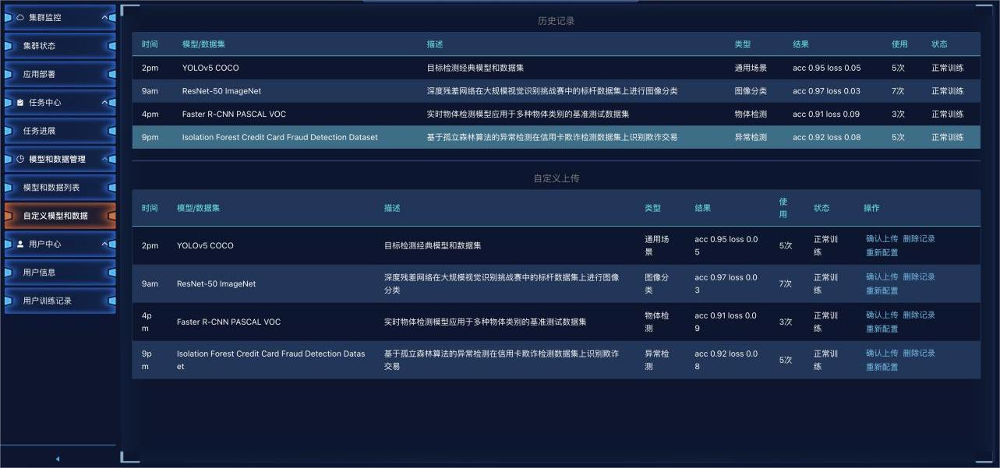 集群监控
集群状态
应用部署
任务中心
任务进展
模型和数据管理
模型和数据列表
自定义模型和数据
用户中心
用户信息
用户训练记录
历史记录
时间 模型/数据集 描述 类型 结果 使用 状态
2pm YOLOv5 COCO 目标检测经典模型和数据集 通用场景 acc 0.95 loss 0.05 5次 正常训练
9am ResNet-50 ImageNet 深度残差网络在大规模视觉识别挑战赛中的标杆数据集上进行图像分类 图像分类 acc 0.97 loss 0.03 7次 正常训练
4pm Faster R-CNN PASCAL VOC 实时物体检测模型应用于多种物体类别的基准测试数据集 物体检测 acc 0.91 loss 0.09 3次 正常训练
9pm Isolation Forest Credit Card Fraud Detection Dataset 基于孤立森林算法的异常检测在信用卡欺诈检测数据集上识别欺诈交易 异常检测 acc 0.92 loss 0.08 5次 正常训练
自定义上传
时间 模型/数据集 描述 类型 结果 使
用 状态 操作
2pm YOLOv5 COCO 目标检测经典模型和数据集 通用场 acc 0.95 loss 0.0 5次 正常训 确认上传 删除记录
景 5 练 重新配置
9am ResNet-50 ImageNet 深度残差网络在大规模视觉识别挑战赛中的标杆数据集上进行图像 图像分 acc 0.97 loss 0.0 7次 正常训 确认上传 删除记录
分类 类 3 练 重新配置
4p Faster R-CNN PASCAL VOC 实时物体检测模型应用于多种物体类别的基准测试数据集 物体检 acc 0.91 loss 0.0 3次 正常训 确认上传 删除记录
m 测 9 练 重新配置
9p Isolation Forest Credit Card Fraud Detection Datas 基于孤立森林算法的异常检测在信用卡欺诈检测数据集上识别欺诈 异常检 acc 0.92 loss 0.0 5次 正常训 确认上传 删除记录
m et 交易 测 8 练 重新配置